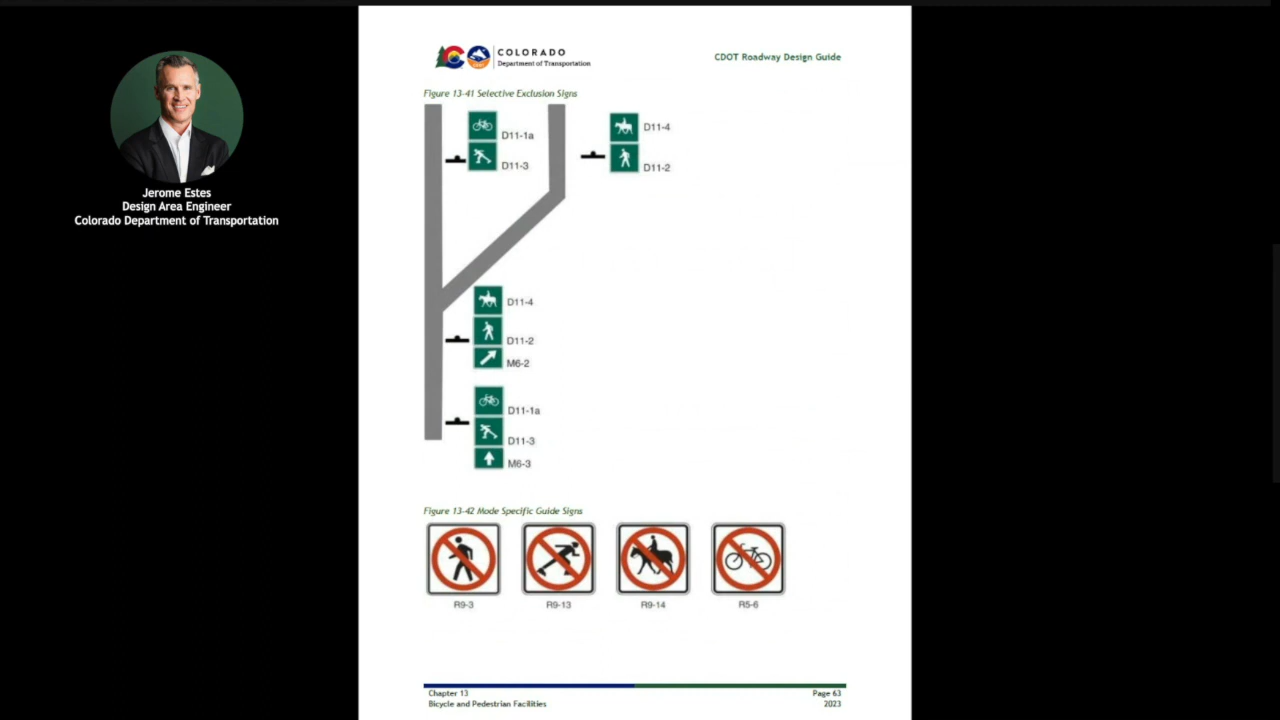 COLORADO
Department of Transportation
CDOT Roadway Design Guide
Jerome Estes
Design Area Engineer
Colorado Department of Transportation
Figure 13-41 Selective Exclusion Signs
D11-1a
D11-3
D11-4
D11-2
D11-4
D11-2
M6-2
D11-1a
D11-3
M6-3
Figure 13-42 Mode Specific Guide Signs
R9-3
R9-13
R9-14
R5-6
Chapter 13
Bicycle and Pedestrian Facilities
Page 63
2023